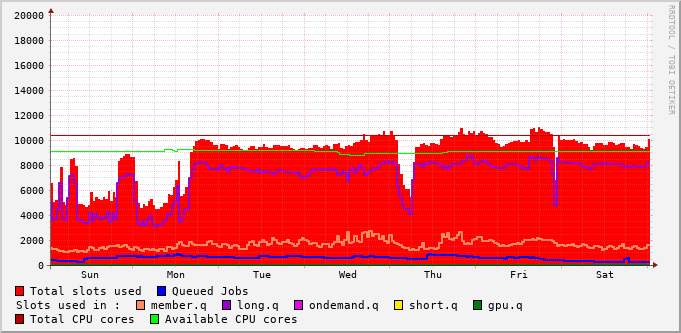 20000
18000
16000
14000
12000
10000
8000
6000
4000
2000
0
Sun Mon Tue Wed Thu Fri Sat
RRDTOOL / TOBI OETIKER
Total slots used Queued Jobs
Slots used in : member.q long.q ondemand.q short.q gpu.q
Total CPU cores Available CPU cores